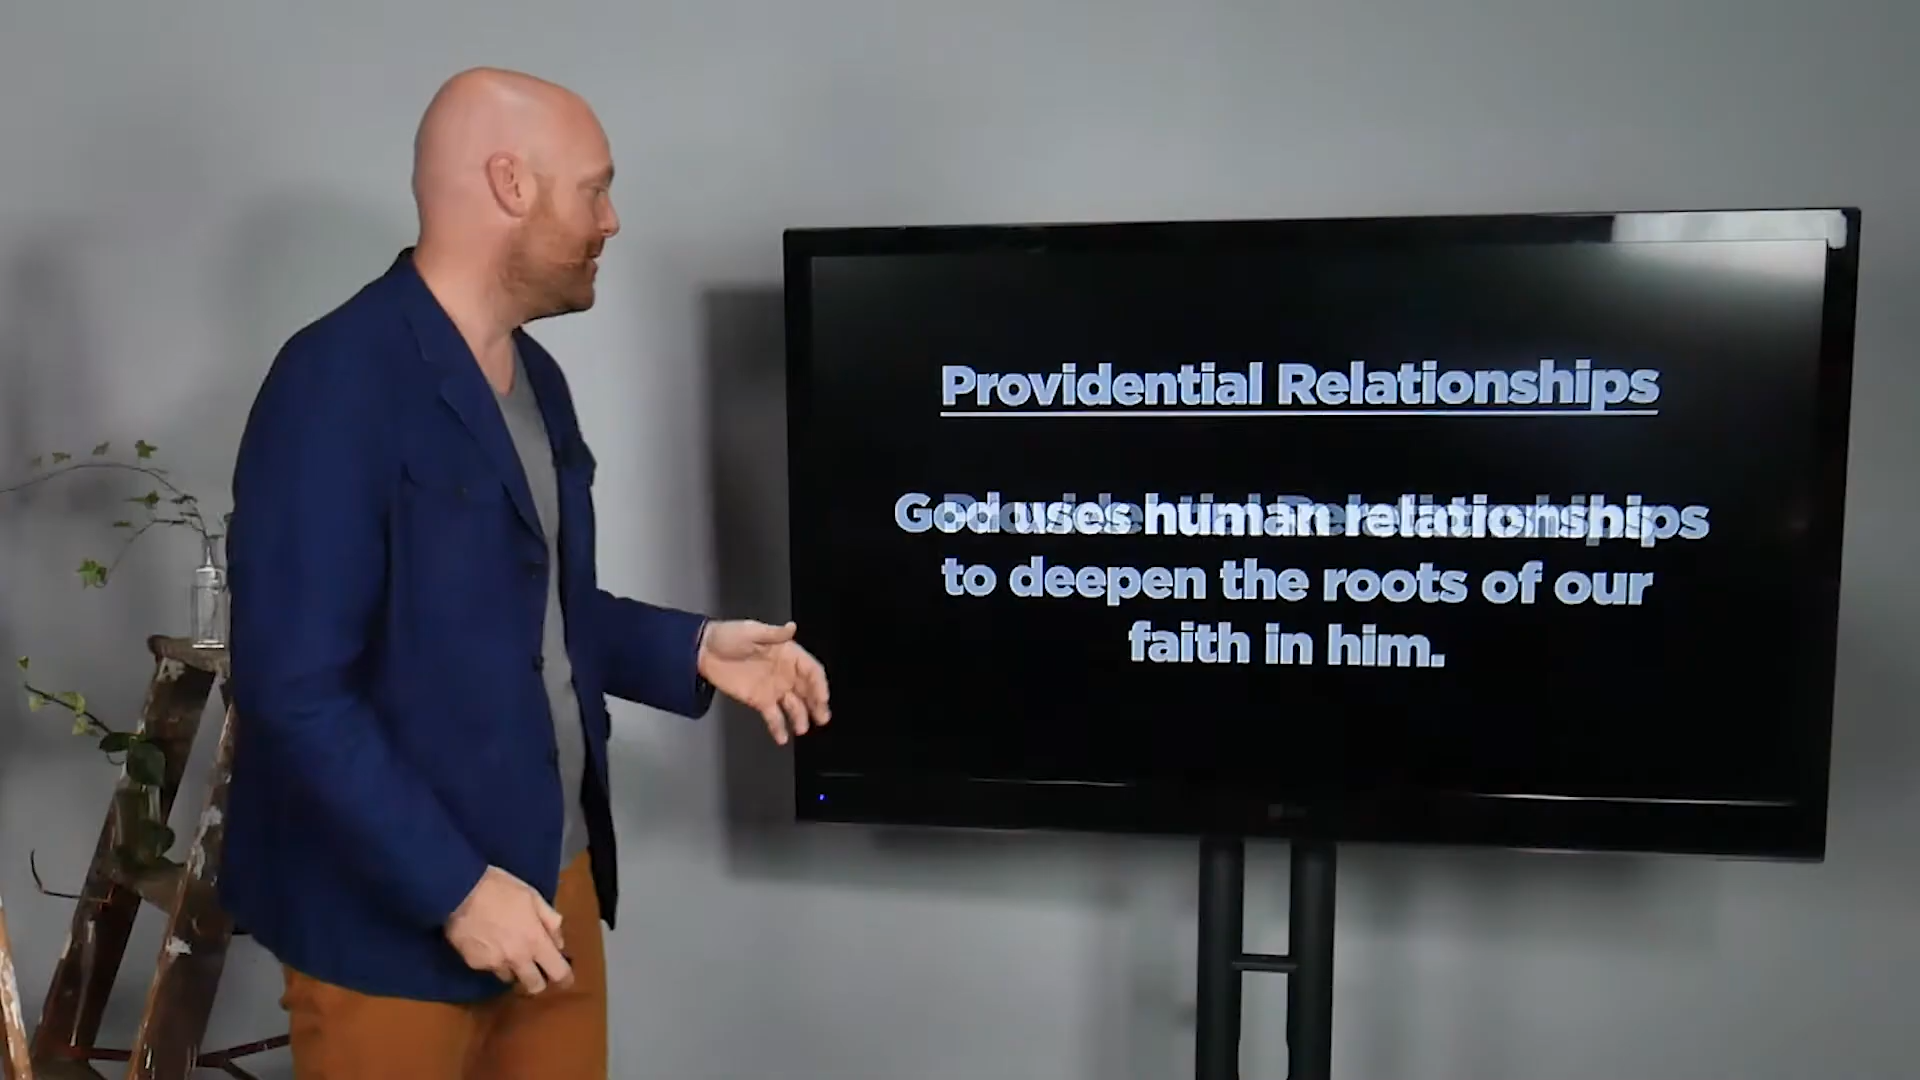 Providential Relationships
God uses human relationships
to deepen the roots of our
faith in him.